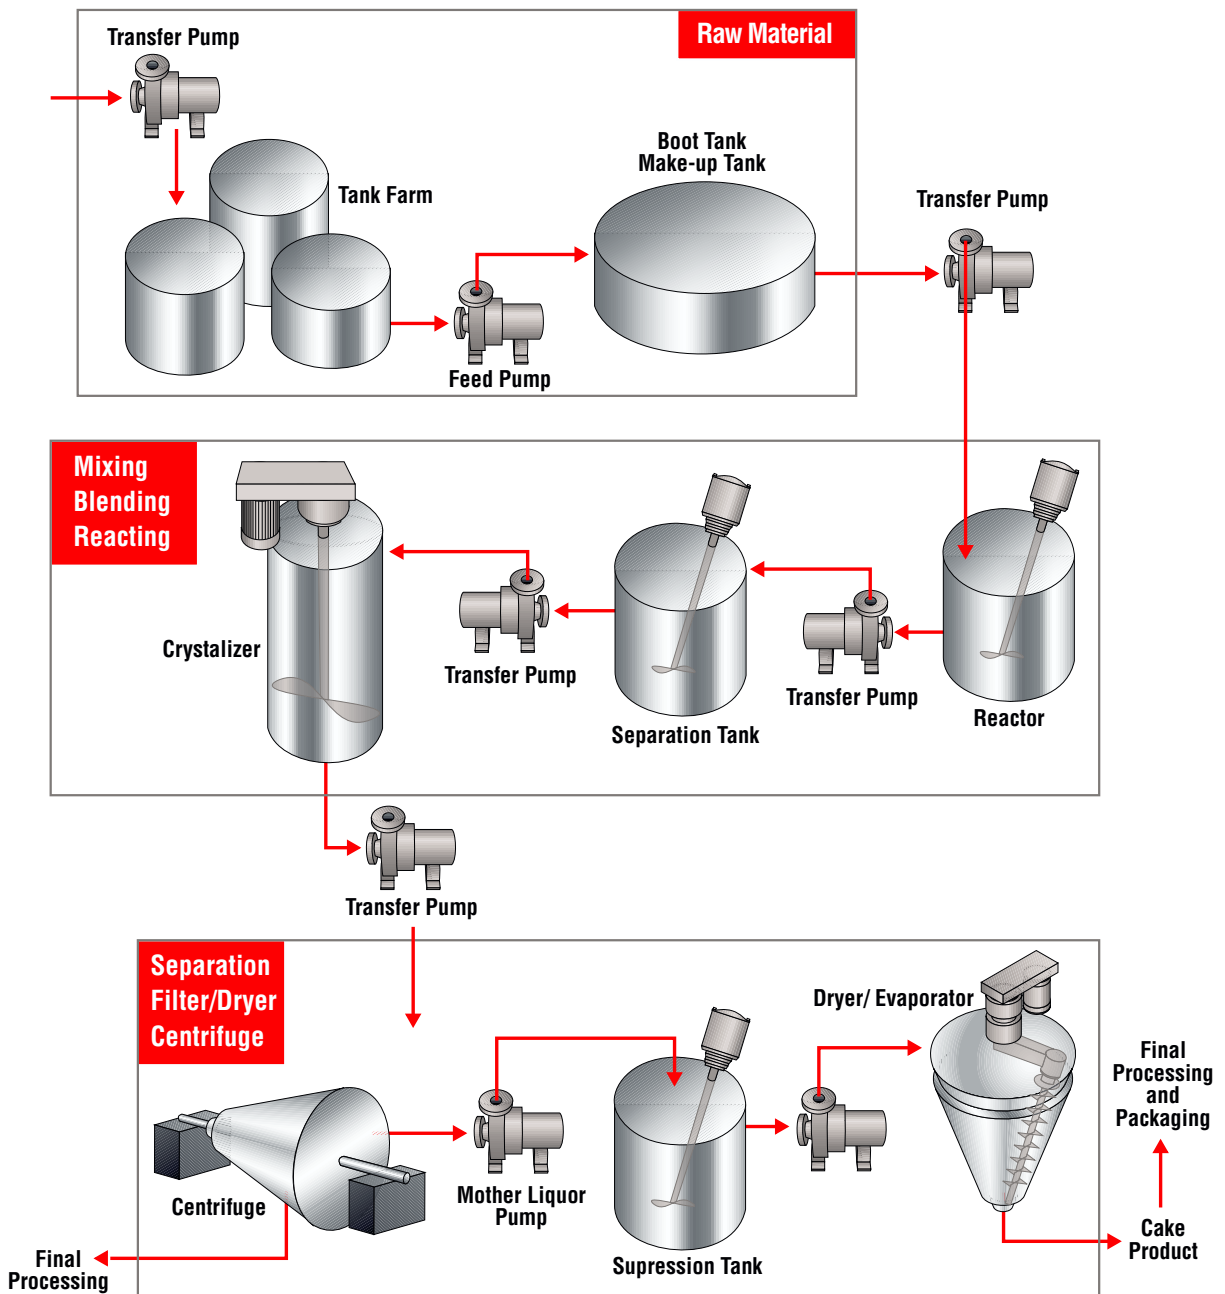 Transfer Pump
Raw Material
Boot Tank
Make-up Tank
Tank Farm
Transfer Pump
Feed Pump
Mixing
Blending
Reacting
Crystalizer
Transfer Pump
Separation Tank
Transfer Pump
Reactor
Transfer Pump
Separation
Filter/Dryer
Centrifuge
Dryer/ Evaporator
Final
Processing
and
Packaging
Centrifuge
Mother Liquor
Pump
Supression Tank
Cake
Product
Final
Processing